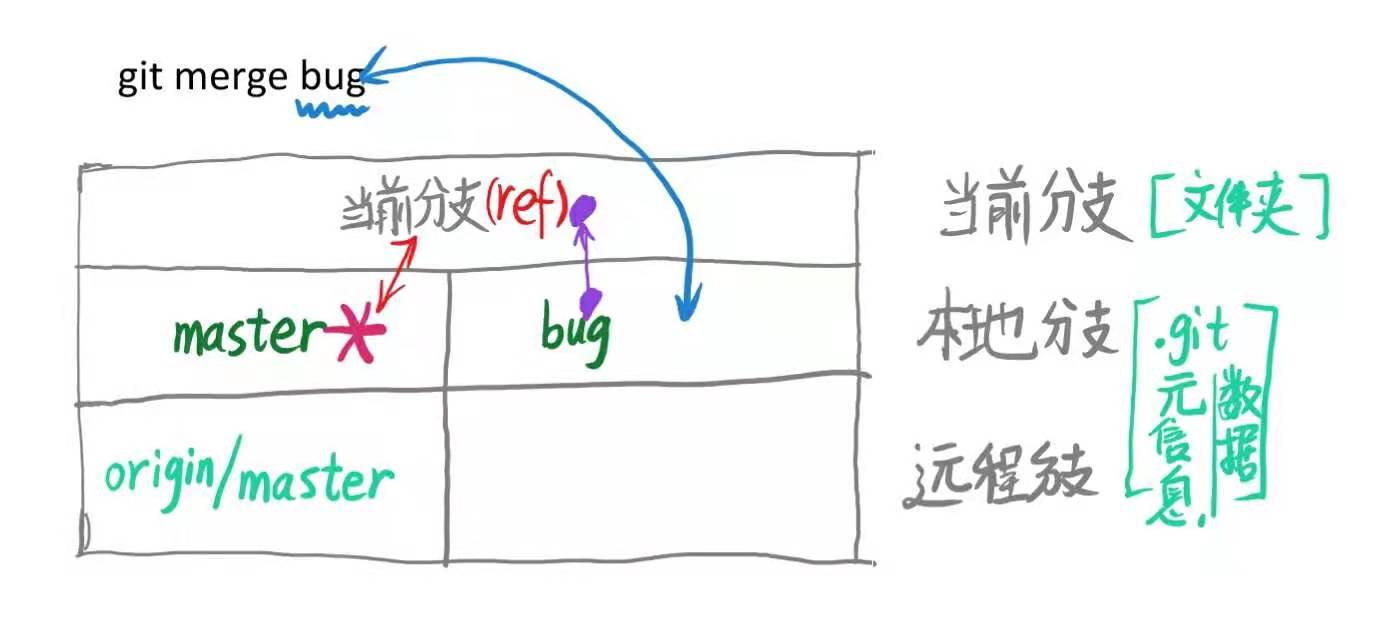 git merge bug
当前分支(ref)
当前分支[文件夹]
master*
bug
本地分支
origin/master
远程分支
[.git
元信息.
数据]